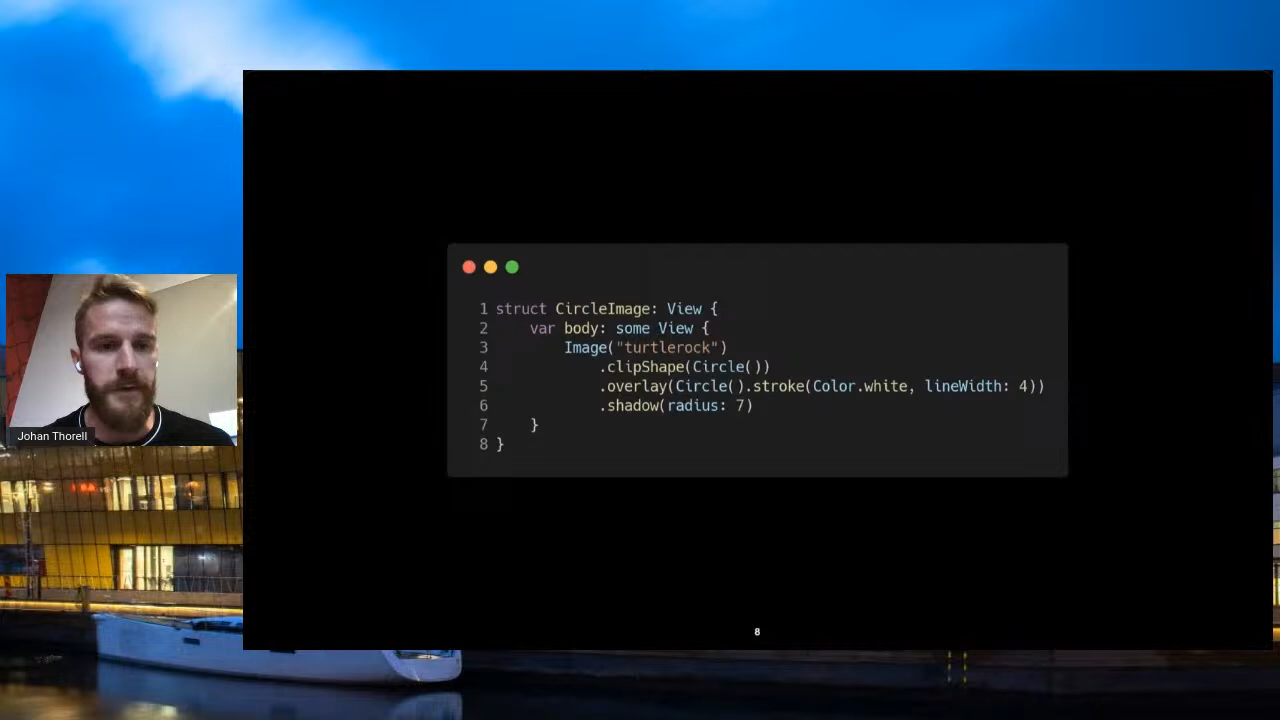 1 struct CircleImage: View {
2     var body: some View {
3         Image("turtlerock")
4             .clipShape(Circle())
5             .overlay(Circle().stroke(Color.white, lineWidth: 4))
6             .shadow(radius: 7)
7     }
8 }
Johan Thorell
8